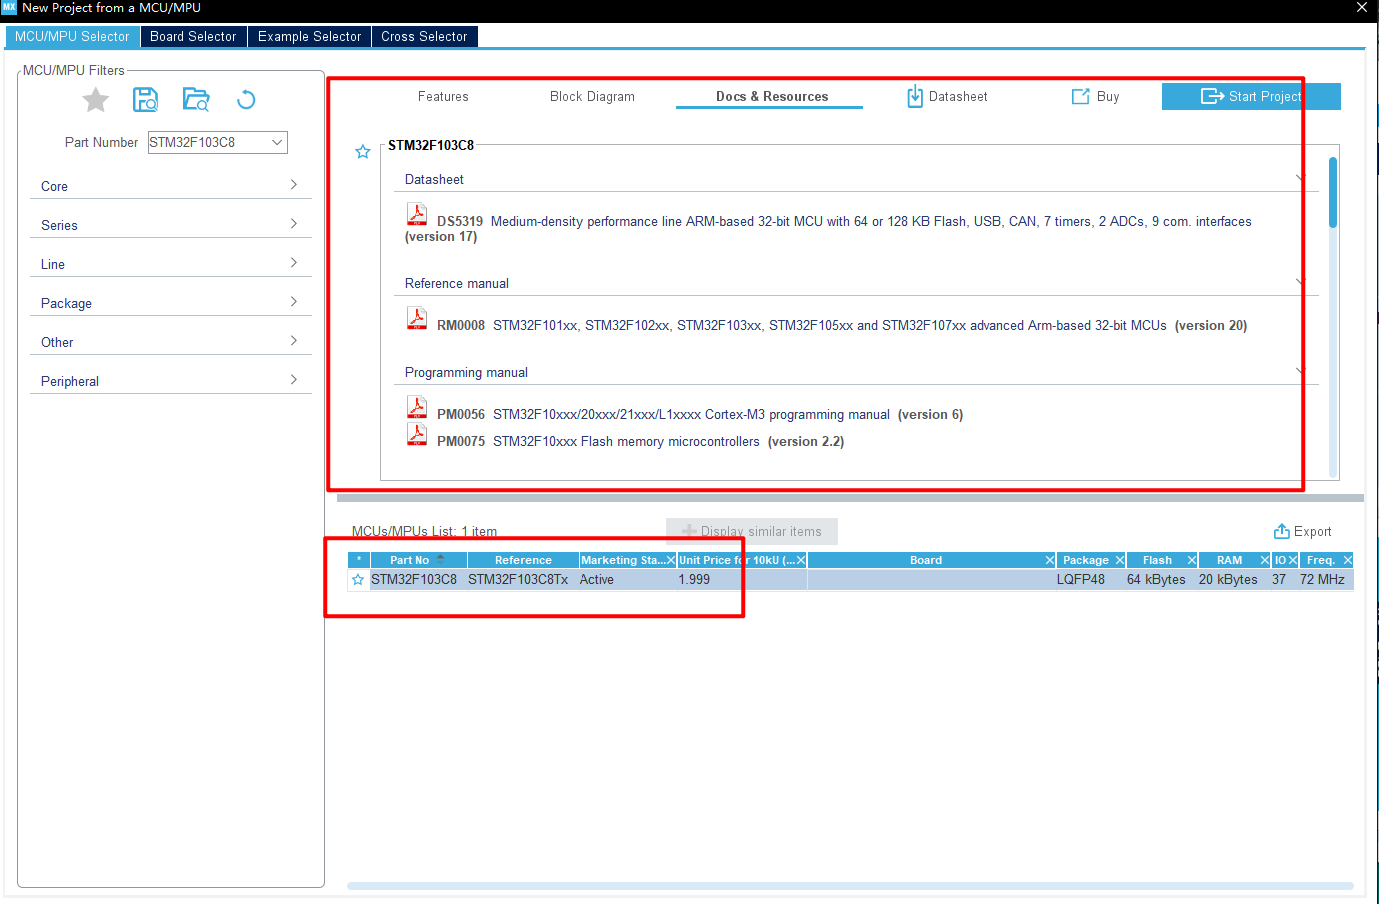 MX New Project from a MCU/MPU
MCU/MPU Selector Board Selector Example Selector Cross Selector
MCU/MPU Filters
Part Number STM32F103C8
Core
Series
Line
Package
Other
Peripheral
Features Block Diagram Docs & Resources Datasheet Buy Start Project
STM32F103C8
Datasheet
DS5319 Medium-density performance line ARM-based 32-bit MCU with 64 or 128 KB Flash, USB, CAN, 7 timers, 2 ADCs, 9 com. interfaces
(version 17)
Reference manual
RM0008 STM32F101xx, STM32F102xx, STM32F103xx, STM32F105xx and STM32F107xx advanced Arm-based 32-bit MCUs (version 20)
Programming manual
PM0056 STM32F10xxx/20xxx/21xxx/L1xxxx Cortex-M3 programming manual (version 6)
PM0075 STM32F10xxx Flash memory microcontrollers (version 2.2)
MCUs/MPUs List: 1 item Display similar items Export
* Part No Reference Marketing Sta... Unit Price for 10kU (... Board Package Flash RAM IO Freq.
STM32F103C8 STM32F103C8Tx Active 1.999 LQFP48 64 kBytes 20 kBytes 37 72 MHz